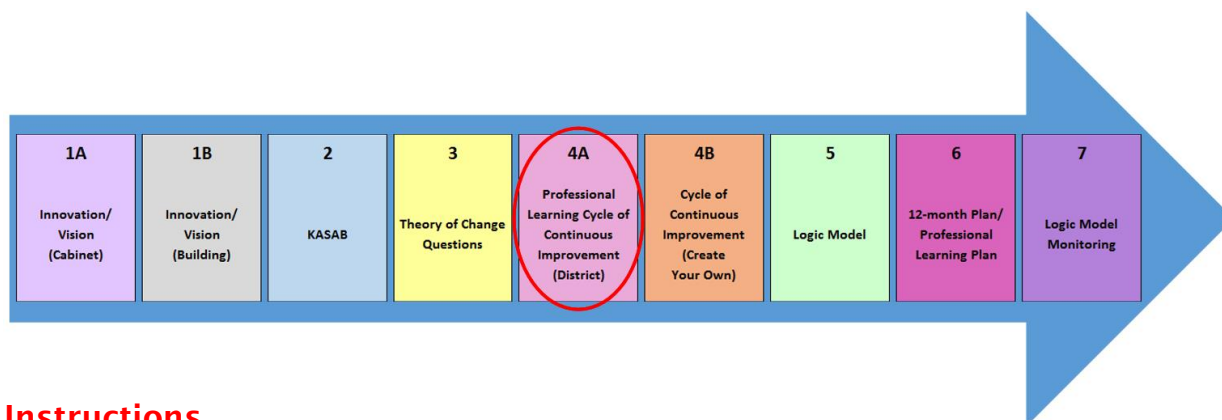 1A
Innovation/
Vision
(Cabinet)
1B
Innovation/
Vision
(Building)
2
KASAB
3
Theory of Change
Questions
4A
Professional
Learning Cycle of
Continuous
Improvement
(District)
4B
Cycle of
Continuous
Improvement
(Create
Your Own)
5
Logic Model
6
12-month Plan/
Professional
Learning Plan
7
Logic Model
Monitoring
Instructions